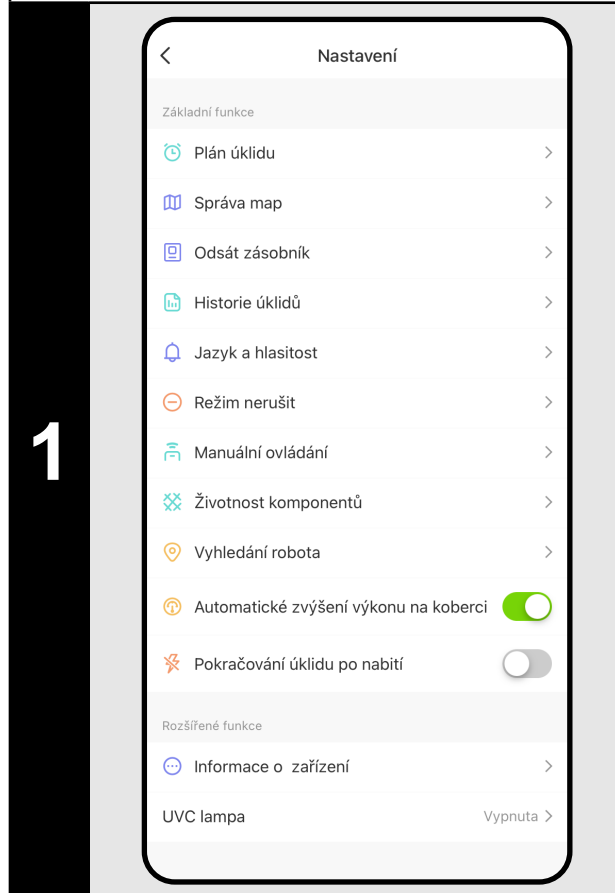 Nastavení
Základní funkce
Plán úklidu
Správa map
Odsát zásobník
Historie úklidů
Jazyk a hlasitost
Režim nerušit
1
Manuální ovládání
Životnost komponentů
Vyhledání robota
Automatické zvýšení výkonu na koberci
Pokračování úklidu po nabití
Rozšířené funkce
Informace o zařízení
UVC lampa Vypnuta